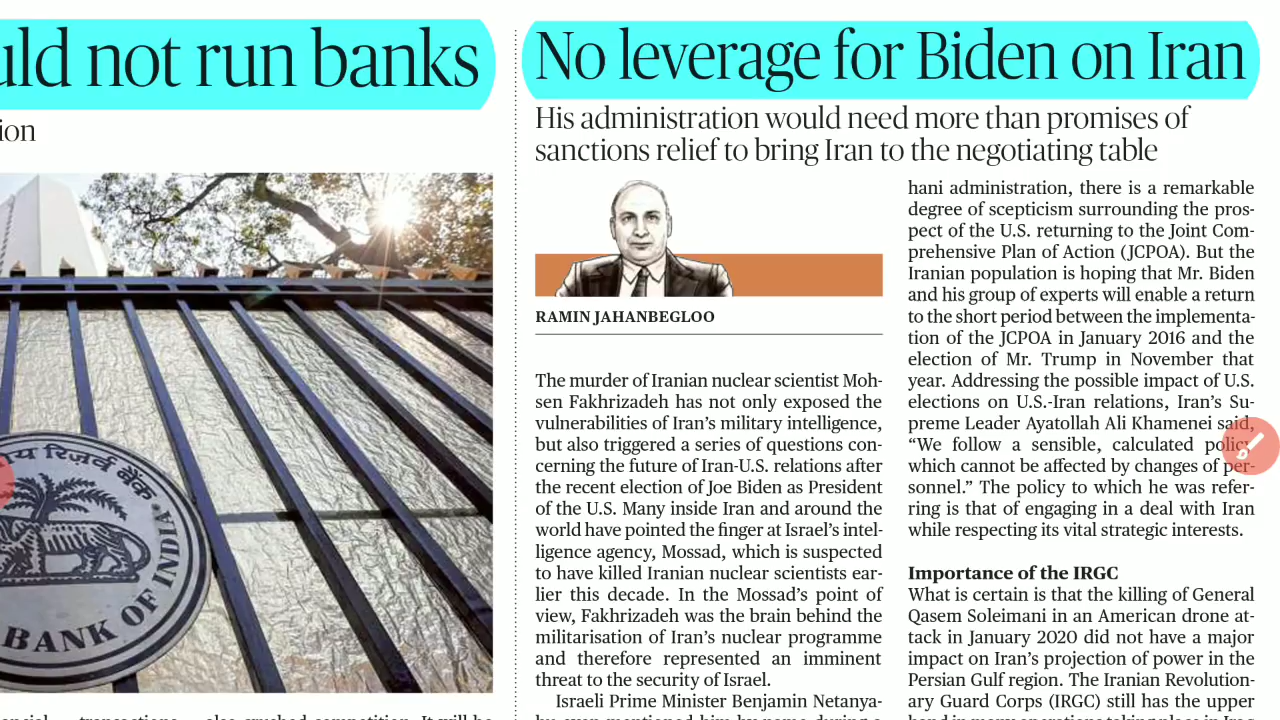 uld not run banks
ion
रिज़र्व बैंक
BANK OF INDIA
No leverage for Biden on Iran
His administration would need more than promises of
sanctions relief to bring Iran to the negotiating table
RAMIN JAHANBEGLOO
The murder of Iranian nuclear scientist Moh-
sen Fakhrizadeh has not only exposed the
vulnerabilities of Iran's military intelligence,
but also triggered a series of questions con-
cerning the future of Iran-U.S. relations after
the recent election of Joe Biden as President
of the U.S. Many inside Iran and around the
world have pointed the finger at Israel's intel-
ligence agency, Mossad, which is suspected
to have killed Iranian nuclear scientists ear-
lier this decade. In the Mossad's point of
view, Fakhrizadeh was the brain behind the
militarisation of Iran's nuclear programme
and therefore represented an imminent
threat to the security of Israel.
Israeli Prime Minister Benjamin Netanya-
hani administration, there is a remarkable
degree of scepticism surrounding the pros-
pect of the U.S. returning to the Joint Com-
prehensive Plan of Action (JCPOA). But the
Iranian population is hoping that Mr. Biden
and his group of experts will enable a return
to the short period between the implementa-
tion of the JCPOA in January 2016 and the
election of Mr. Trump in November that
year. Addressing the possible impact of U.S.
elections on U.S.-Iran relations, Iran's Su-
preme Leader Ayatollah Ali Khamenei said,
“We follow a sensible, calculated policy
which cannot be affected by changes of per-
sonnel.” The policy to which he was refer-
ring is that of engaging in a deal with Iran
while respecting its vital strategic interests.
Importance of the IRGC
What is certain is that the killing of General
Qasem Soleimani in an American drone at-
tack in January 2020 did not have a major
impact on Iran's projection of power in the
Persian Gulf region. The Iranian Revolution-
ary Guard Corps (IRGC) still has the upper